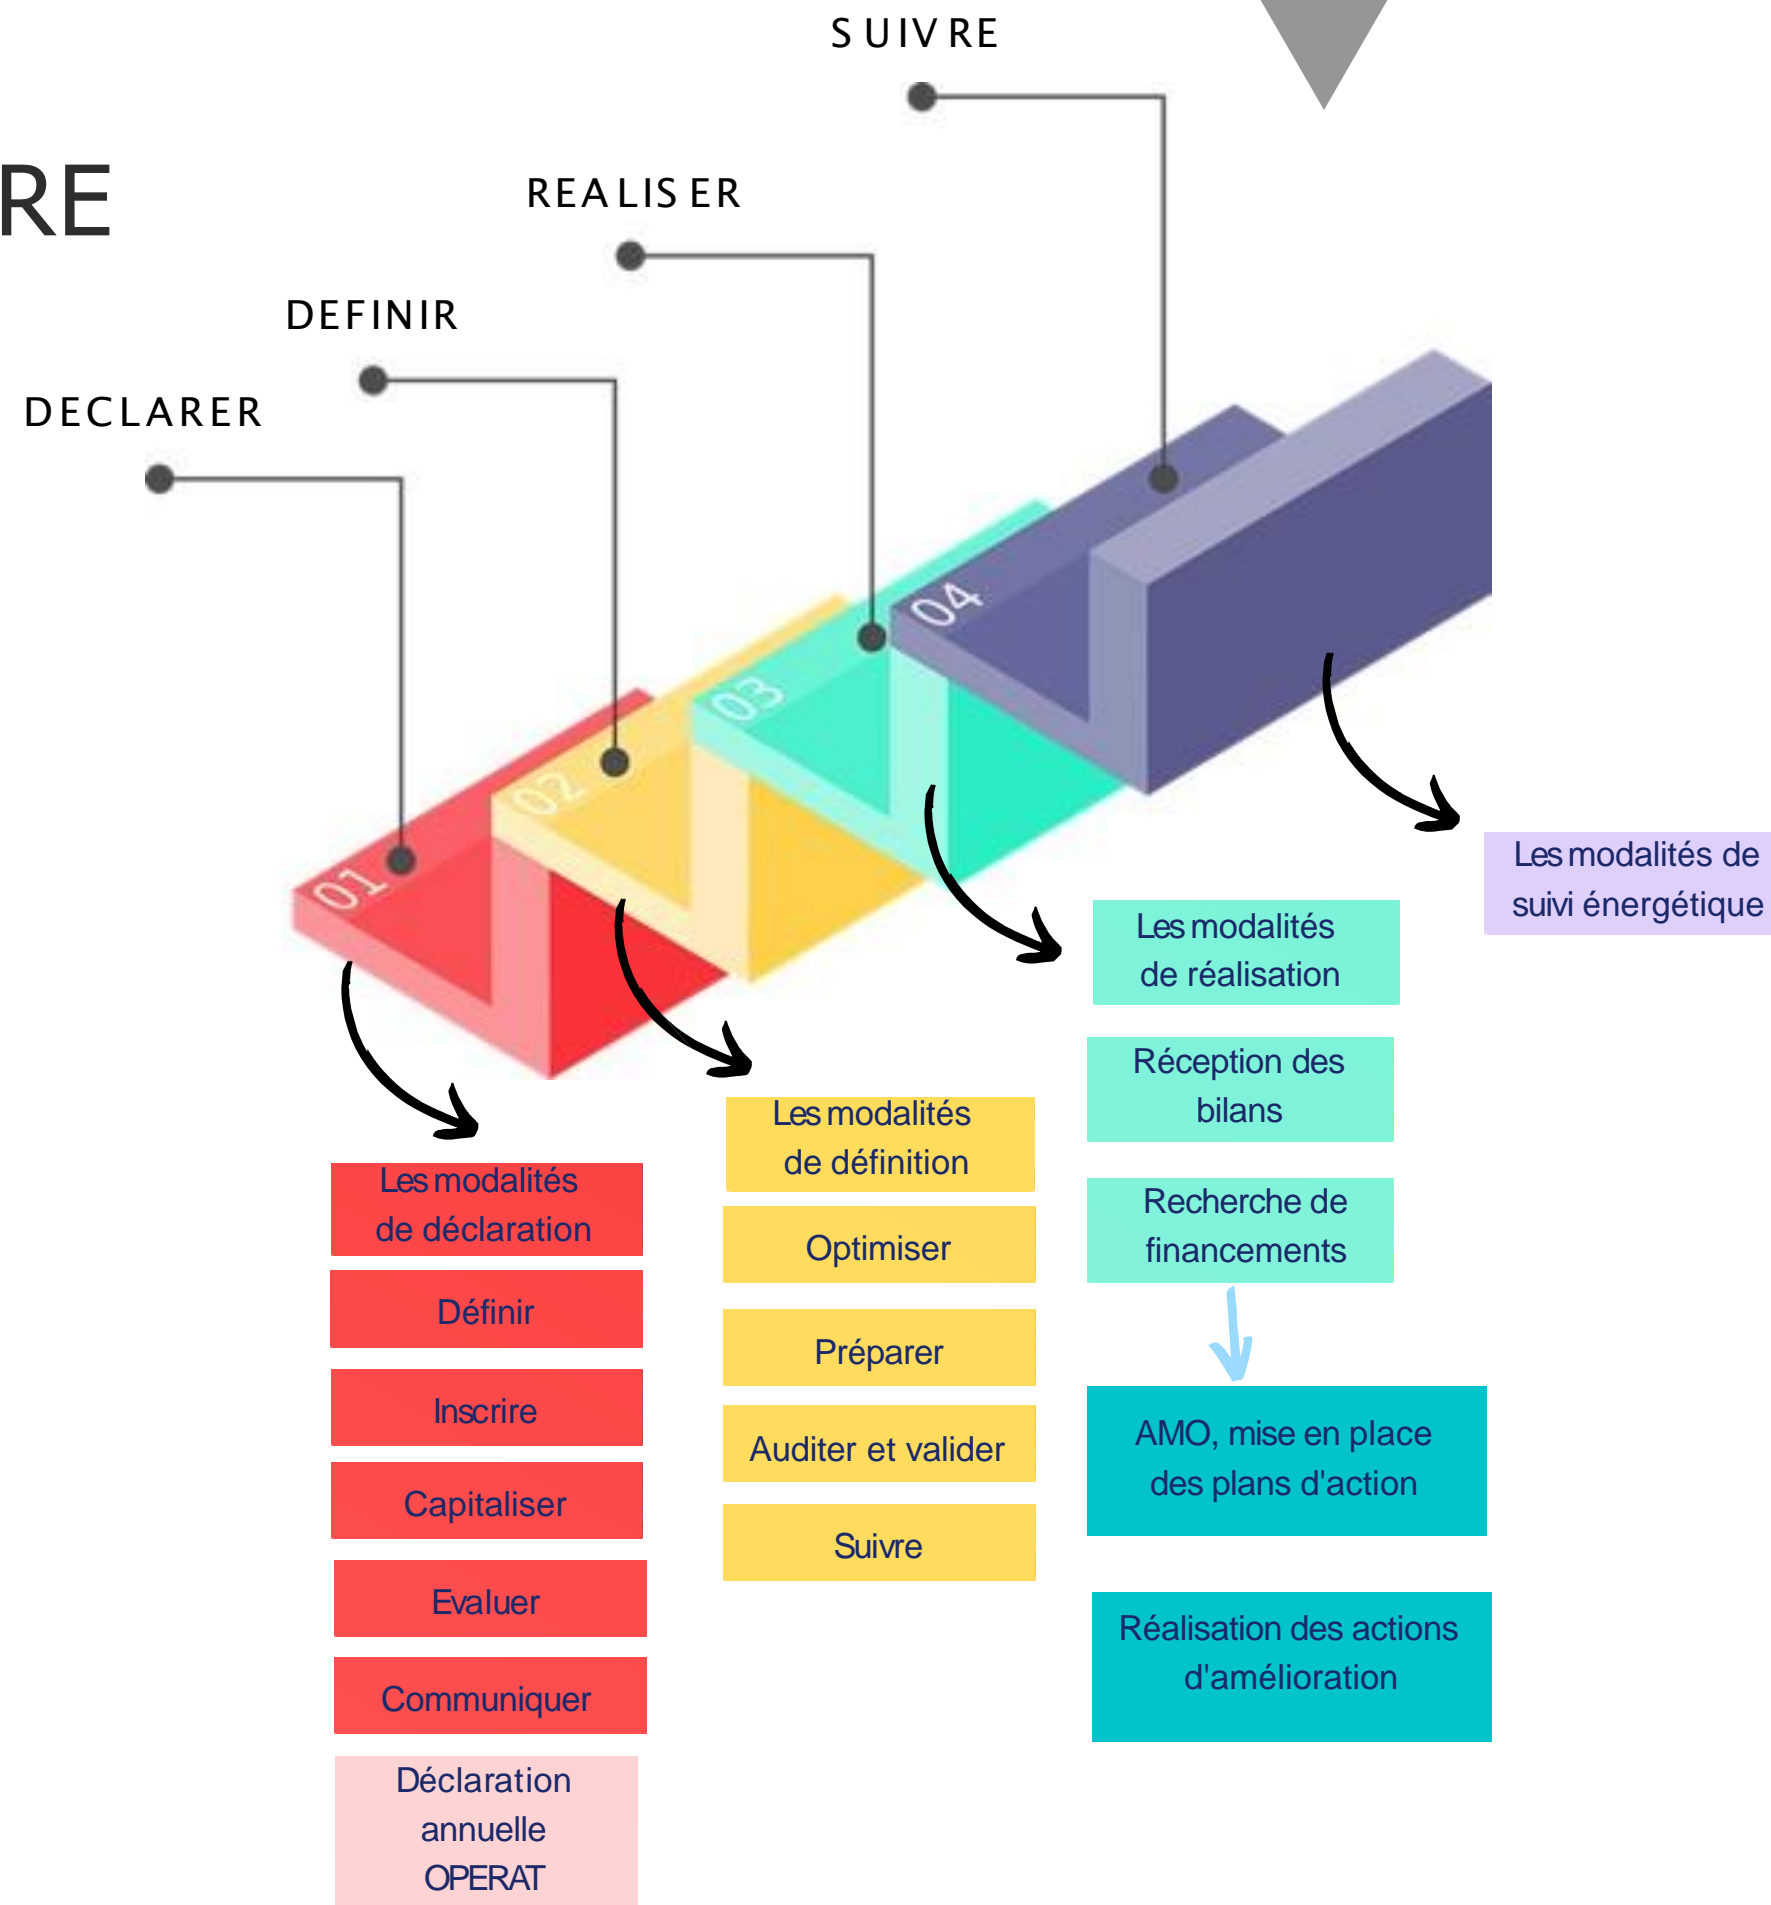 SUIVRE
RE
REALISER
DEFINIR
DECLARER
04
03
02
01
Les modalités de
suivi énergétique
Les modalités
de réalisation
Réception des
bilans
Recherche de
financements
AMO, mise en place
des plans d'action
Réalisation des actions
d'amélioration
Les modalités
de définition
Optimiser
Préparer
Auditer et valider
Suivre
Les modalités
de déclaration
Définir
Inscrire
Capitaliser
Evaluer
Communiquer
Déclaration
annuelle
OPERAT